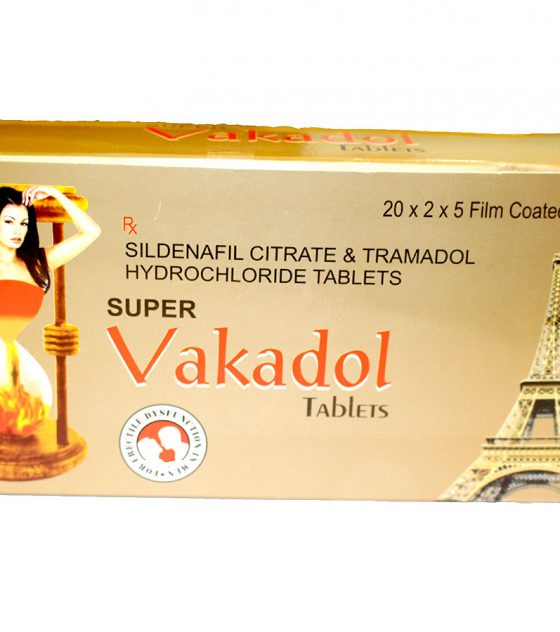 Vakadol
TABLETS
20 x 2 x 5 Film Coated
Rx
SILDENAFIL CITRATE & TRAMADOL
HYDROCHLORIDE TABLETS
SUPER
Vakadol
TABLETS
FOR ERECTILE DYSFUNCTION IN MEN